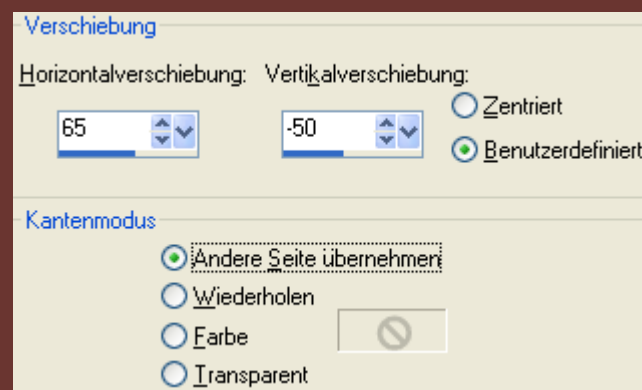 Verschiebung
Horizontalverschiebung: Vertikalverschiebung:
65 -50
Zentriert
Benutzerdefiniert
Kantenmodus
Andere Seite übernehmen
Wiederholen
Farbe
Transparent